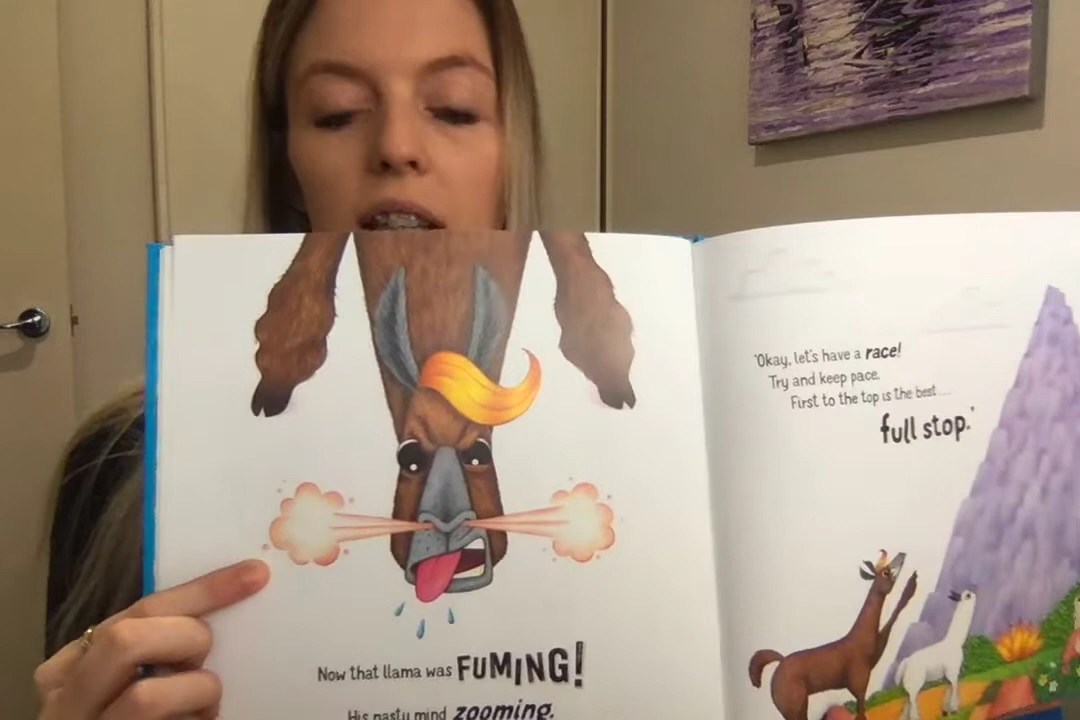 Now that llama was FUMING!
His nasty mind zooming.
'Okay, let's have a race!
Try and keep pace.
First to the top is the best...
full stop.'